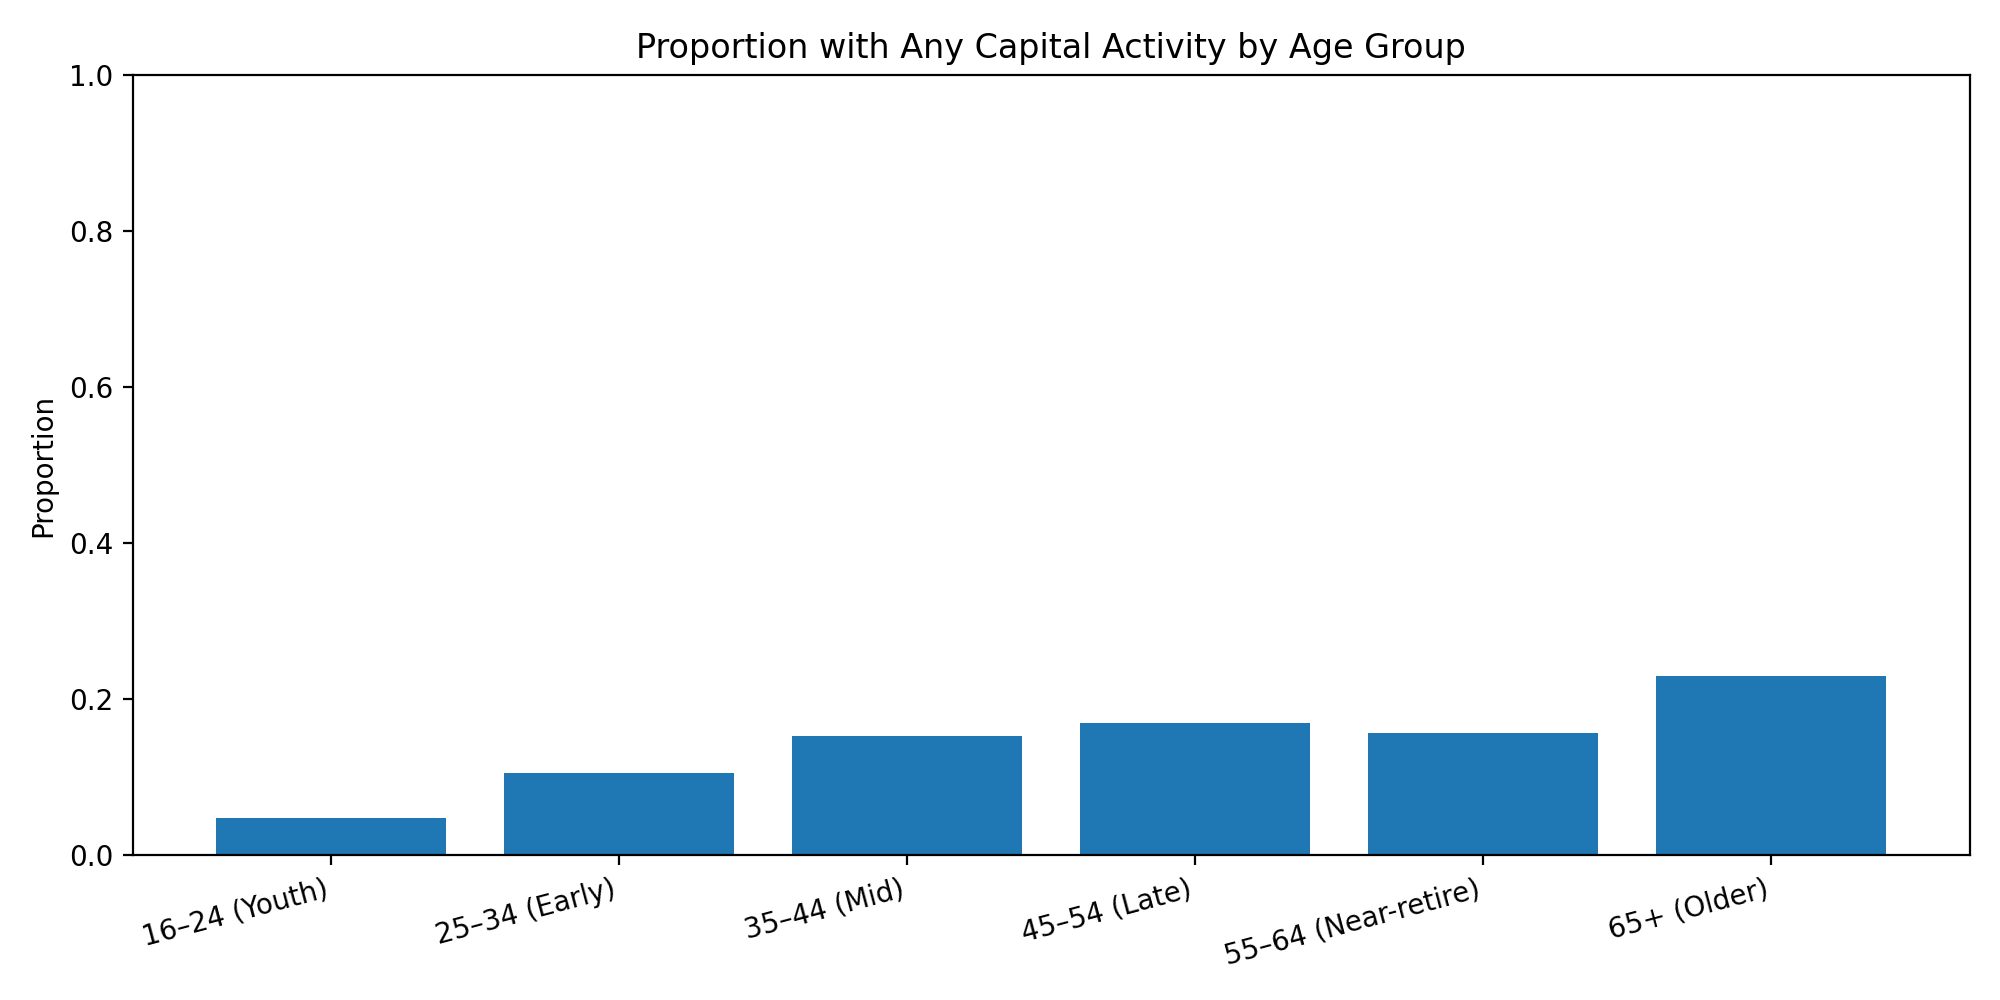 Proportion with Any Capital Activity by Age Group
Proportion
1.0
0.8
0.6
0.4
0.2
0.0
16–24 (Youth)
25–34 (Early)
35–44 (Mid)
45–54 (Late)
55–64 (Near-retire)
65+ (Older)